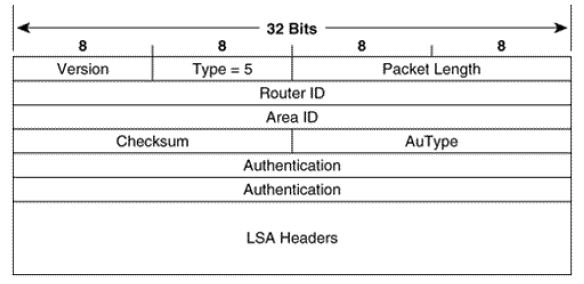 32 Bits
8 8 8 8
Version Type = 5 Packet Length
Router ID
Area ID
Checksum AuType
Authentication
Authentication
LSA Headers